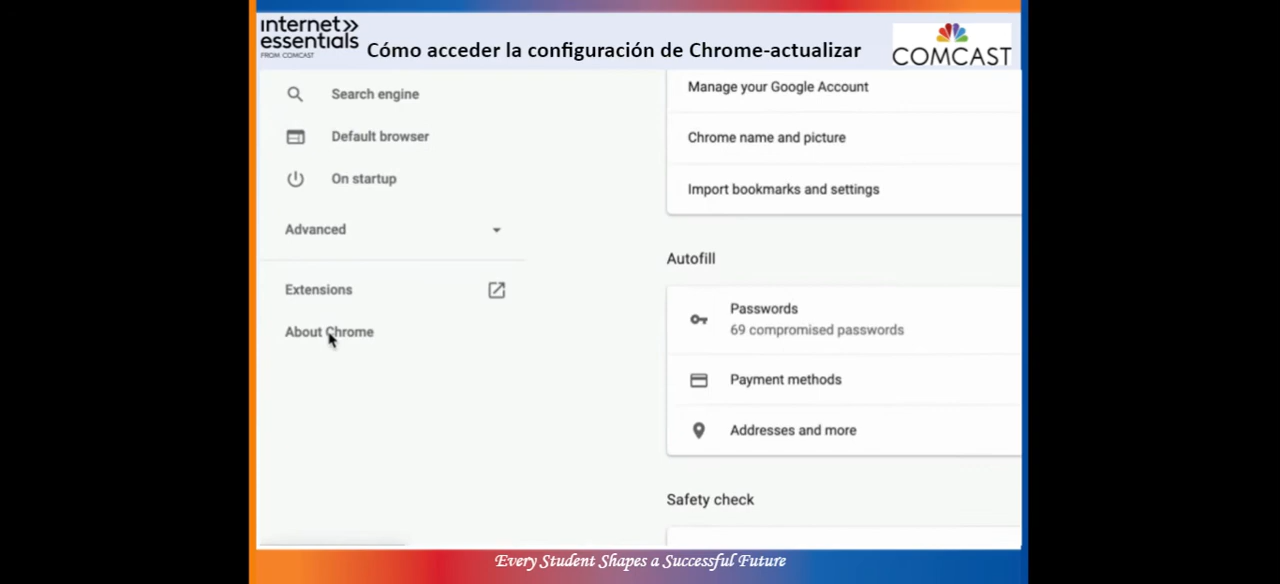 internet
essentials
FROM COMCAST
Cómo acceder la configuración de Chrome-actualizar
COMCAST
Search engine
Default browser
On startup
Advanced
Extensions
About Chrome
Manage your Google Account
Chrome name and picture
Import bookmarks and settings
Autofill
Passwords
69 compromised passwords
Payment methods
Addresses and more
Safety check
Every Student Shapes a Successful Future